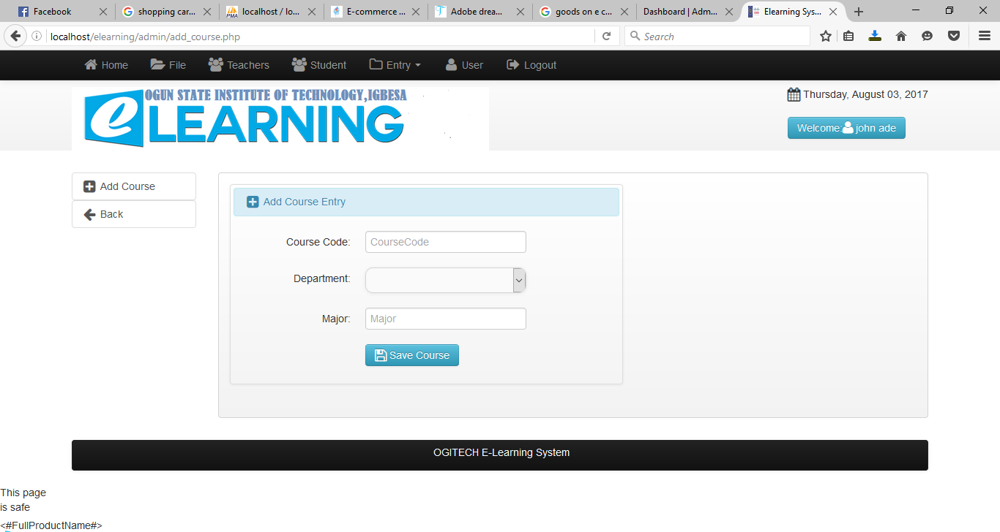 Facebook
shopping car...
localhost / lo...
E-commerce ...
Adobe drea...
goods on e c...
Dashboard | Adm...
Elearning Sys...
localhost/elearning/admin/add_course.php
Search
Home
File
Teachers
Student
Entry
User
Logout
OGUN STATE INSTITUTE OF TECHNOLOGY,IGBESA
eLEARNING
Thursday, August 03, 2017
Welcome john ade
Add Course
Back
Add Course Entry
Course Code:
CourseCode
Department:
Major:
Major
Save Course
OGITECH E-Learning System
This page
is safe
<#FullProductName#>